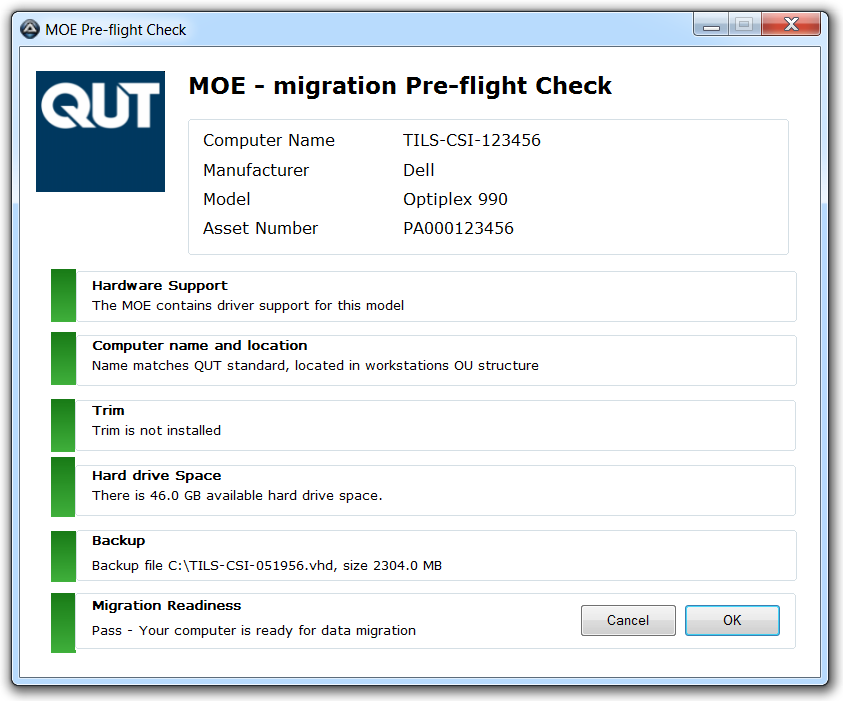 MOE Pre-flight Check
QUT
MOE - migration Pre-flight Check
Computer Name TILS-CSI-123456
Manufacturer Dell
Model Optiplex 990
Asset Number PA000123456
Hardware Support
The MOE contains driver support for this model
Computer name and location
Name matches QUT standard, located in workstations OU structure
Trim
Trim is not installed
Hard drive Space
There is 46.0 GB available hard drive space.
Backup
Backup file C:\TILS-CSI-051956.vhd, size 2304.0 MB
Migration Readiness
Pass - Your computer is ready for data migration
Cancel OK